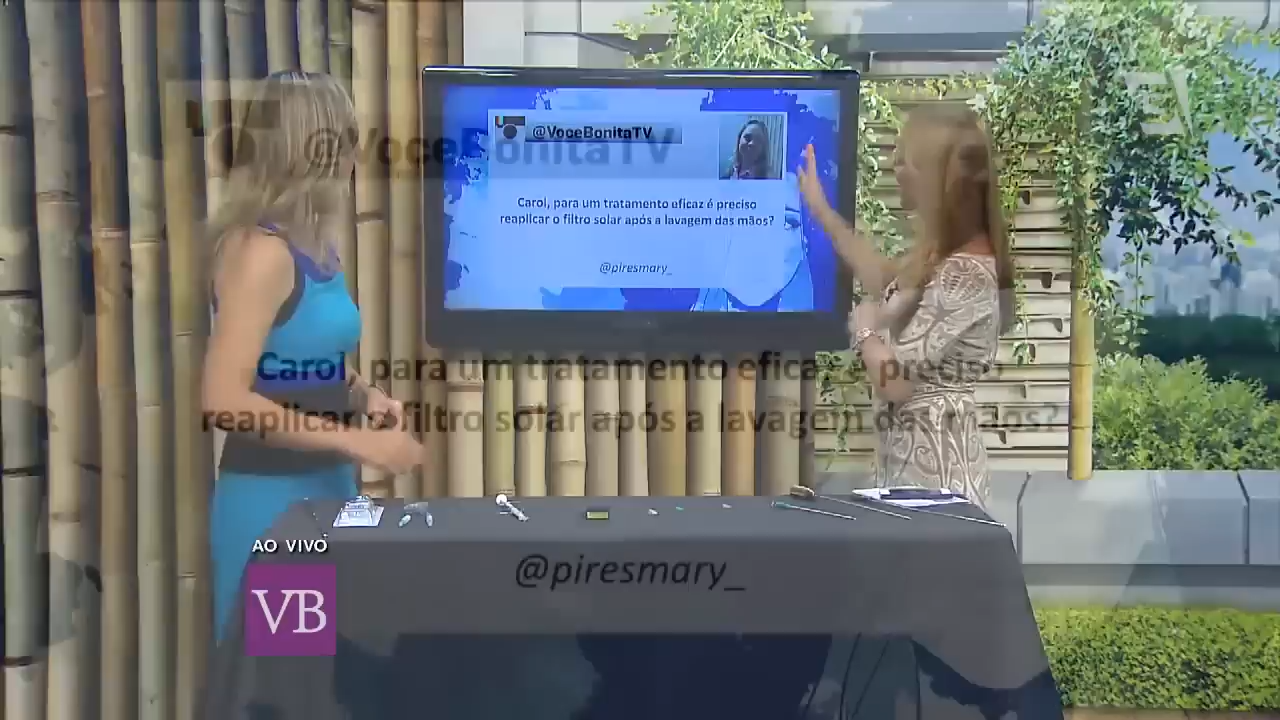 @VoceBonitaTV
Carol, para um tratamento eficaz é preciso
reaplicar o filtro solar após a lavagem das mãos?
@piresmary_
@VoceBonitaTV
Carol, para um tratamento eficaz é preciso
reaplicar o filtro solar após a lavagem das mãos?
@piresmary_
AO VIVO
VB